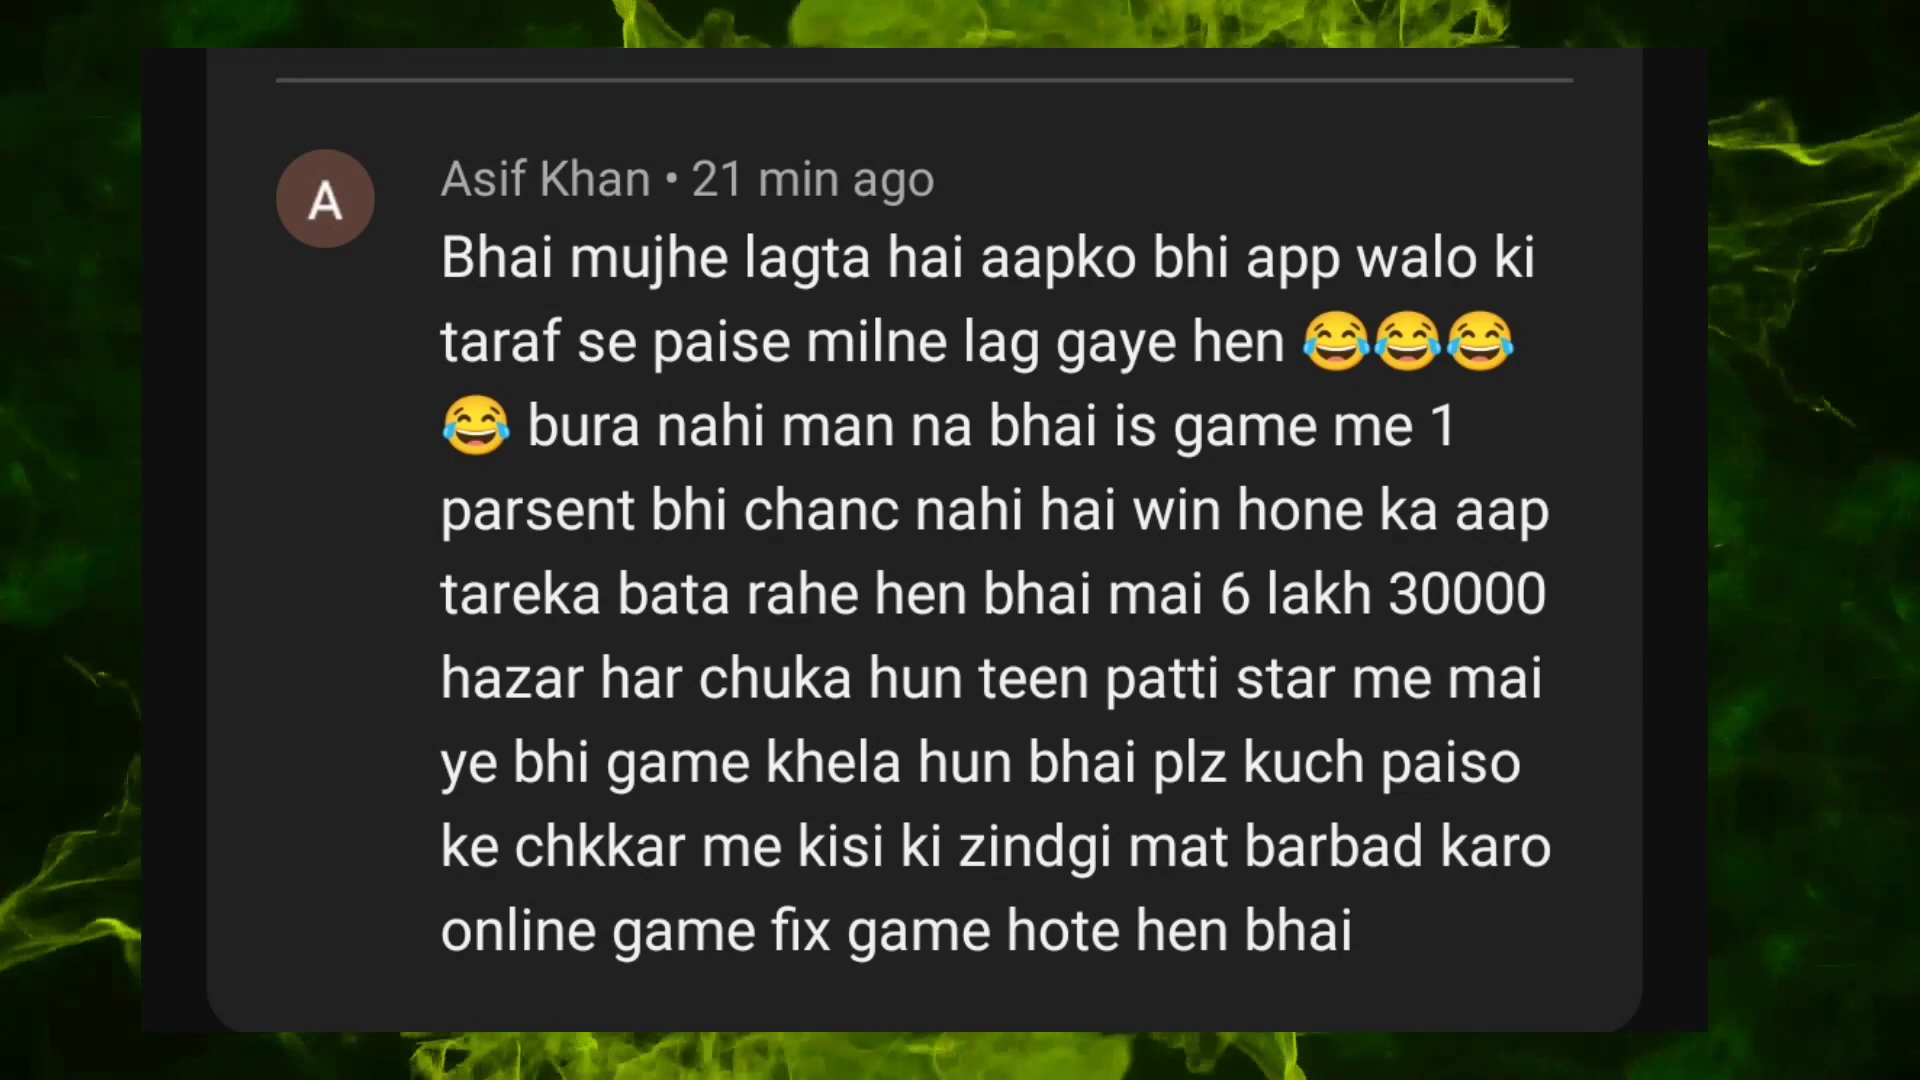 A
Asif Khan • 21 min ago
Bhai mujhe lagta hai aapko bhi app walo ki
taraf se paise milne lag gaye hen 😂😂😂
😂 bura nahi man na bhai is game me 1
parsent bhi chanc nahi hai win hone ka aap
tareka bata rahe hen bhai mai 6 lakh 30000
hazar har chuka hun teen patti star me mai
ye bhi game khela hun bhai plz kuch paiso
ke chkkar me kisi ki zindgi mat barbad karo
online game fix game hote hen bhai